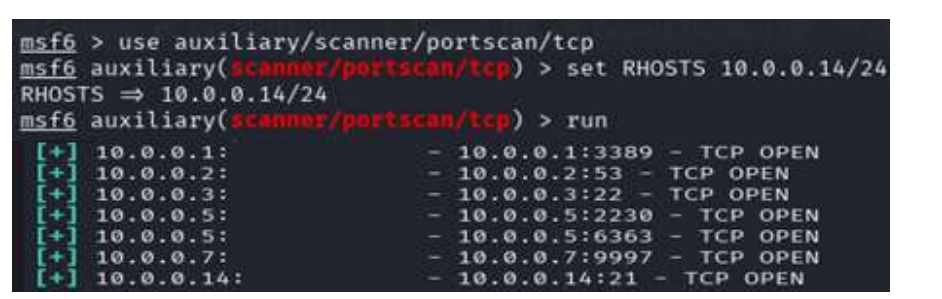 msf6 > use auxiliary/scanner/portscan/tcp
msf6 auxiliary(scanner/portscan/tcp) > set RHOSTS 10.0.0.14/24
RHOSTS ⇒ 10.0.0.14/24
msf6 auxiliary(scanner/portscan/tcp) > run
[+] 10.0.0.1: - 10.0.0.1:3389 - TCP OPEN
[+] 10.0.0.2: - 10.0.0.2:53 - TCP OPEN
[+] 10.0.0.3: - 10.0.0.3:22 - TCP OPEN
[+] 10.0.0.5: - 10.0.0.5:2230 - TCP OPEN
[+] 10.0.0.5: - 10.0.0.5:6363 - TCP OPEN
[+] 10.0.0.7: - 10.0.0.7:9997 - TCP OPEN
[+] 10.0.0.14: - 10.0.0.14:21 - TCP OPEN